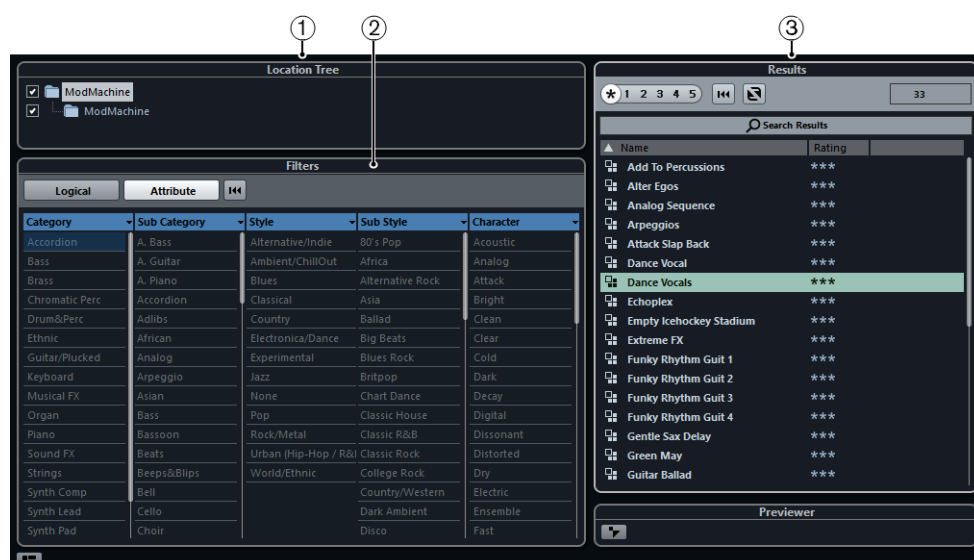 1 2 3
Location Tree
ModMachine
ModMachine
Filters
Logical Attribute
Category Sub Category Style Sub Style Character
Accordion A. Bass Alternative/Indie 80's Pop Acoustic
Bass A. Guitar Ambient/ChillOut Africa Analog
Brass A. Piano Blues Alternative Rock Attack
Chromatic Perc Accordion Classical Asia Bright
Drum&Perc Adlibs Country Ballad Clean
Ethnic African Electronica/Dance Big Beats Clear
Guitar/Plucked Analog Experimental Blues Rock Cold
Keyboard Arpeggio Jazz Britpop Dark
Musical FX Asian None Chart Dance Decay
Organ Bass Pop Classic House Digital
Piano Bassoon Rock/Metal Classic R&B Dissonant
Sound FX Beats Urban (Hip-Hop / R&I Classic Rock Distorted
Strings Beeps&Blips World/Ethnic College Rock Dry
Synth Comp Bell Country/Western Electric
Synth Lead Cello Dark Ambient Ensemble
Synth Pad Choir Disco Fast
Results
* 1 2 3 4 5 33
Search Results
Name Rating
Add To Percussions ***
Alter Egos ***
Analog Sequence ***
Arpeggios ***
Attack Slap Back ***
Dance Vocal ***
Dance Vocals ***
Echoplex ***
Empty Icehockey Stadium ***
Extreme FX ***
Funky Rhythm Guit 1 ***
Funky Rhythm Guit 2 ***
Funky Rhythm Guit 3 ***
Funky Rhythm Guit 4 ***
Gentle Sax Delay ***
Green May ***
Guitar Ballad ***
Previewer